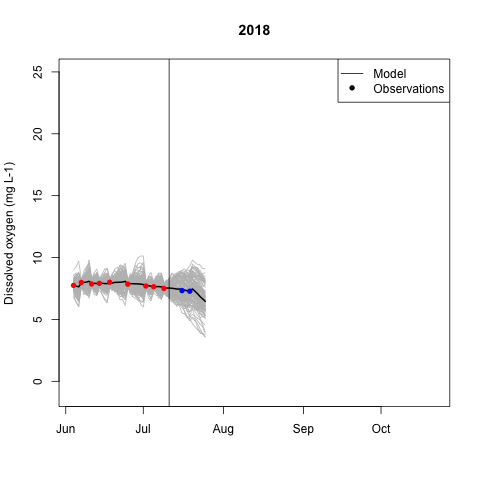 2018
Model
Observations
Dissolved oxygen (mg L-1)
25
20
15
10
5
0
Jun
Jul
Aug
Sep
Oct